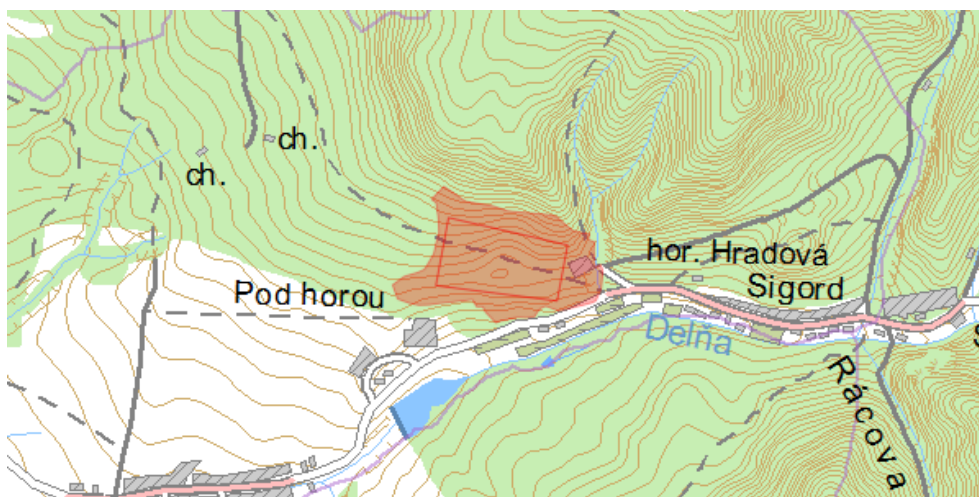 ch.
ch.
hor. Hradová
Sigord
Pod horou
Delňa
Rácova